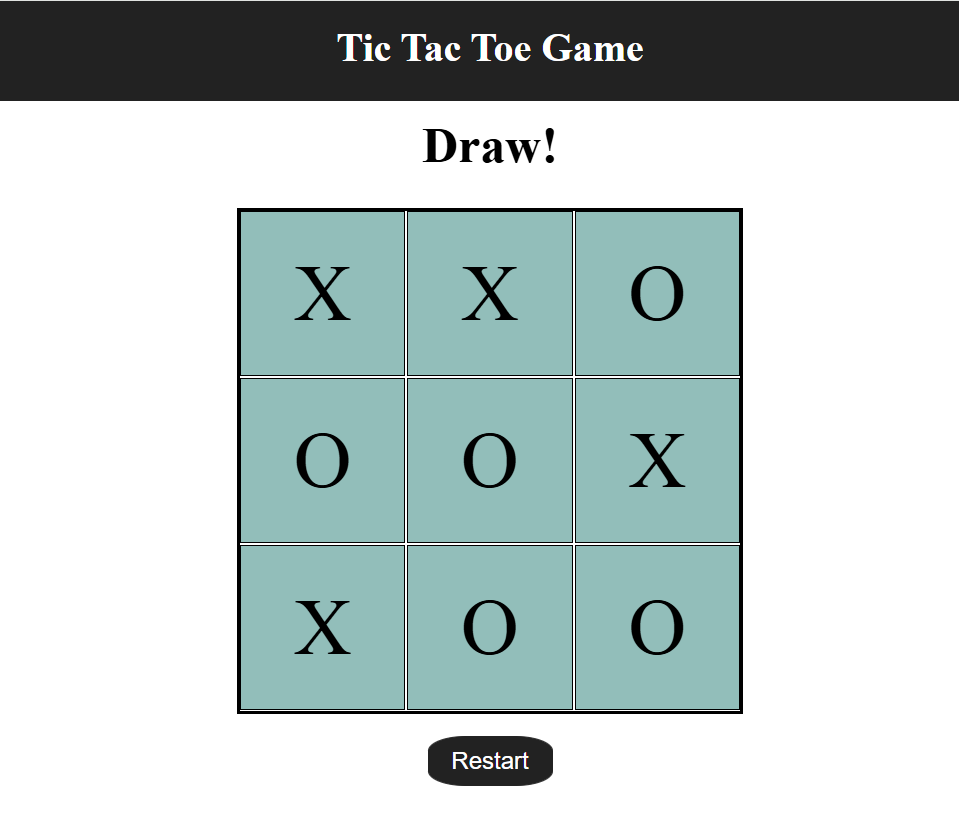 Tic Tac Toe Game
Draw!
X X O
O O X
X O O
Restart